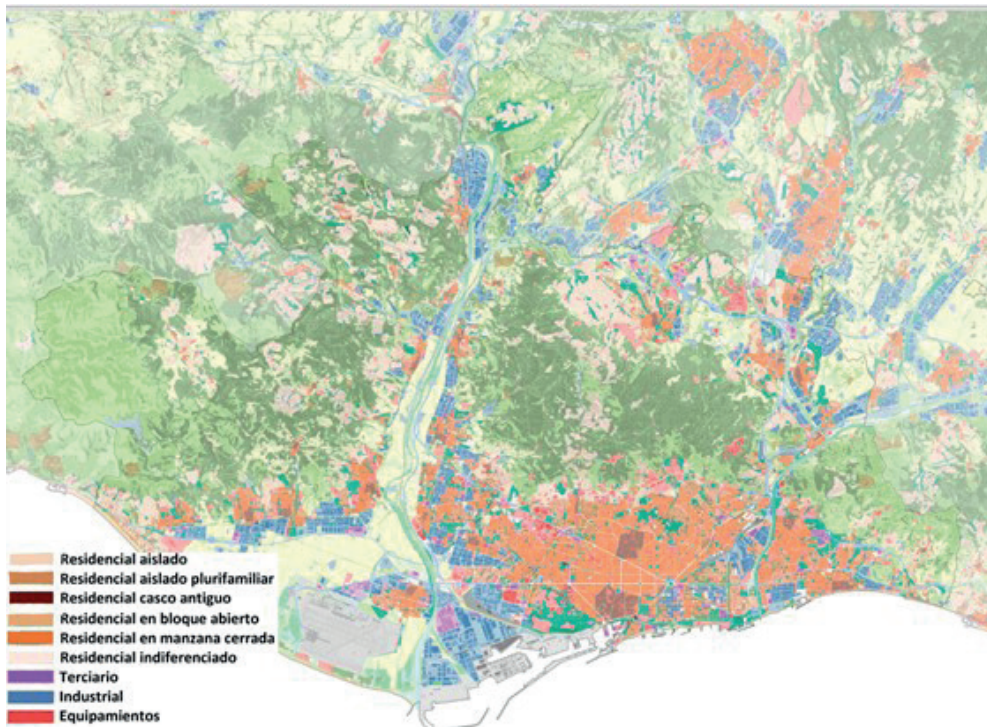 Residencial aislado
Residencial aislado plurifamiliar
Residencial casco antiguo
Residencial en bloque abierto
Residencial en manzana cerrada
Residencial indiferenciado
Terciario
Industrial
Equipamientos